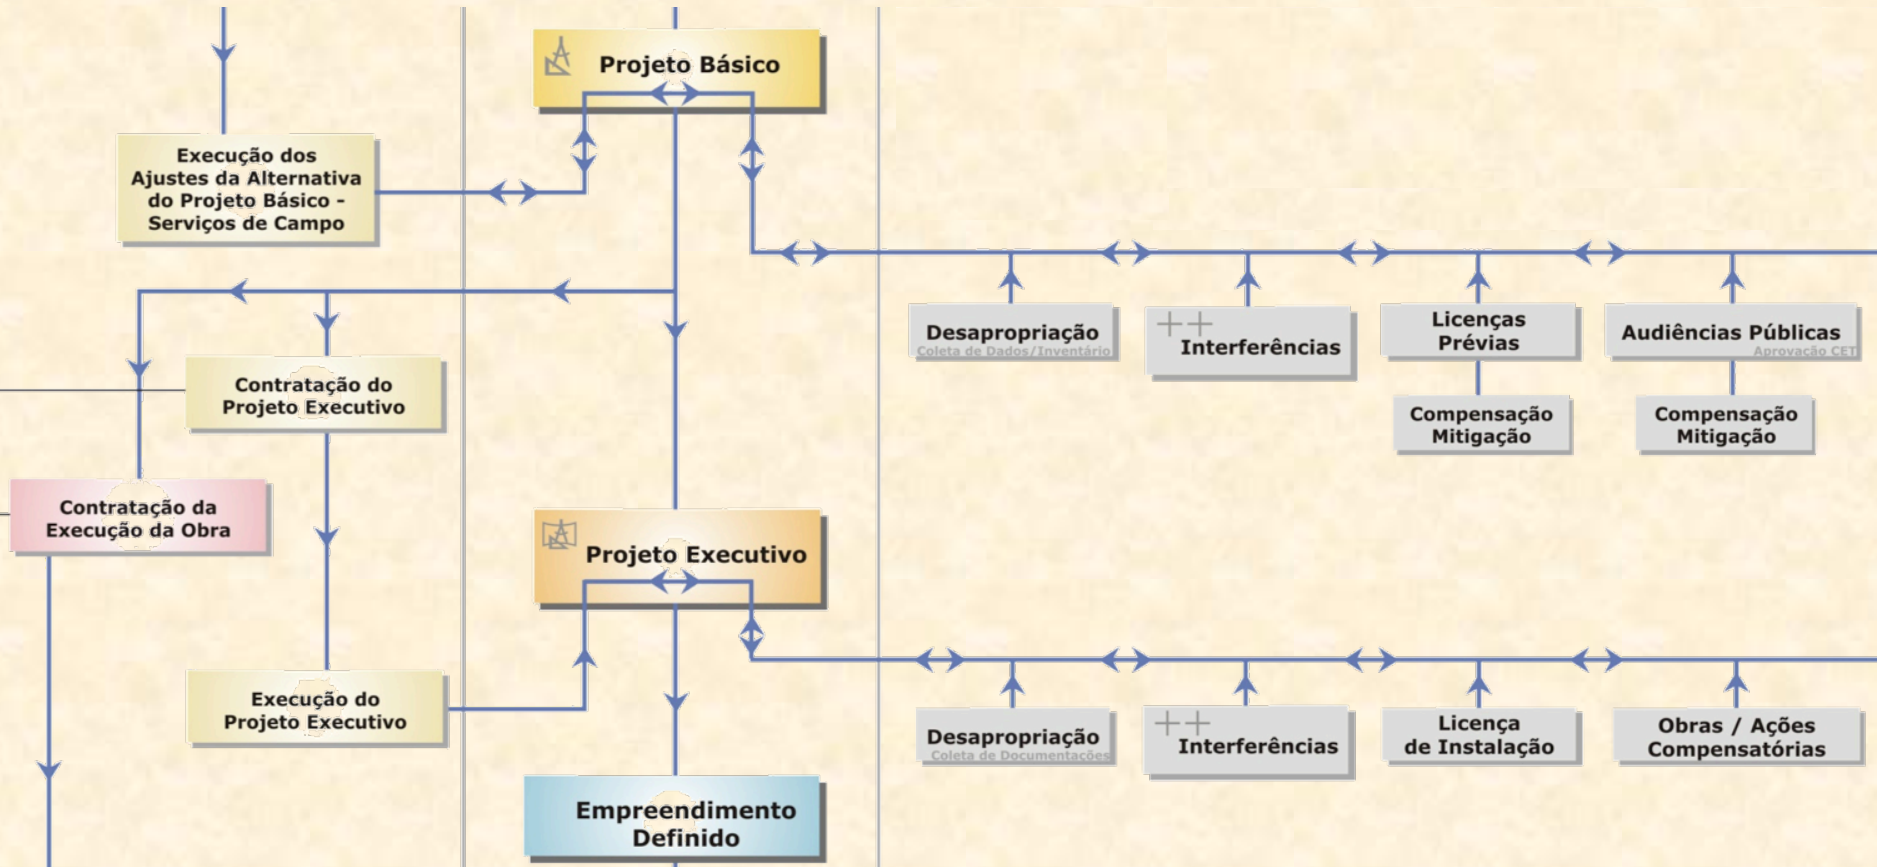 Projeto Básico
Execução dos
Ajustes da Alternativa
do Projeto Básico -
Serviços de Campo
Desapropriação
Coleta de Dados/Inventário
Interferências
Licenças
Prévias
Audiências Públicas
Aprovação CET
Contratação do
Projeto Executivo
Compensação
Mitigação
Compensação
Mitigação
Contratação da
Execução da Obra
Projeto Executivo
Execução do
Projeto Executivo
Desapropriação
Coleta de Documentações
Interferências
Licença
de Instalação
Obras / Ações
Compensatórias
Empreendimento
Definido